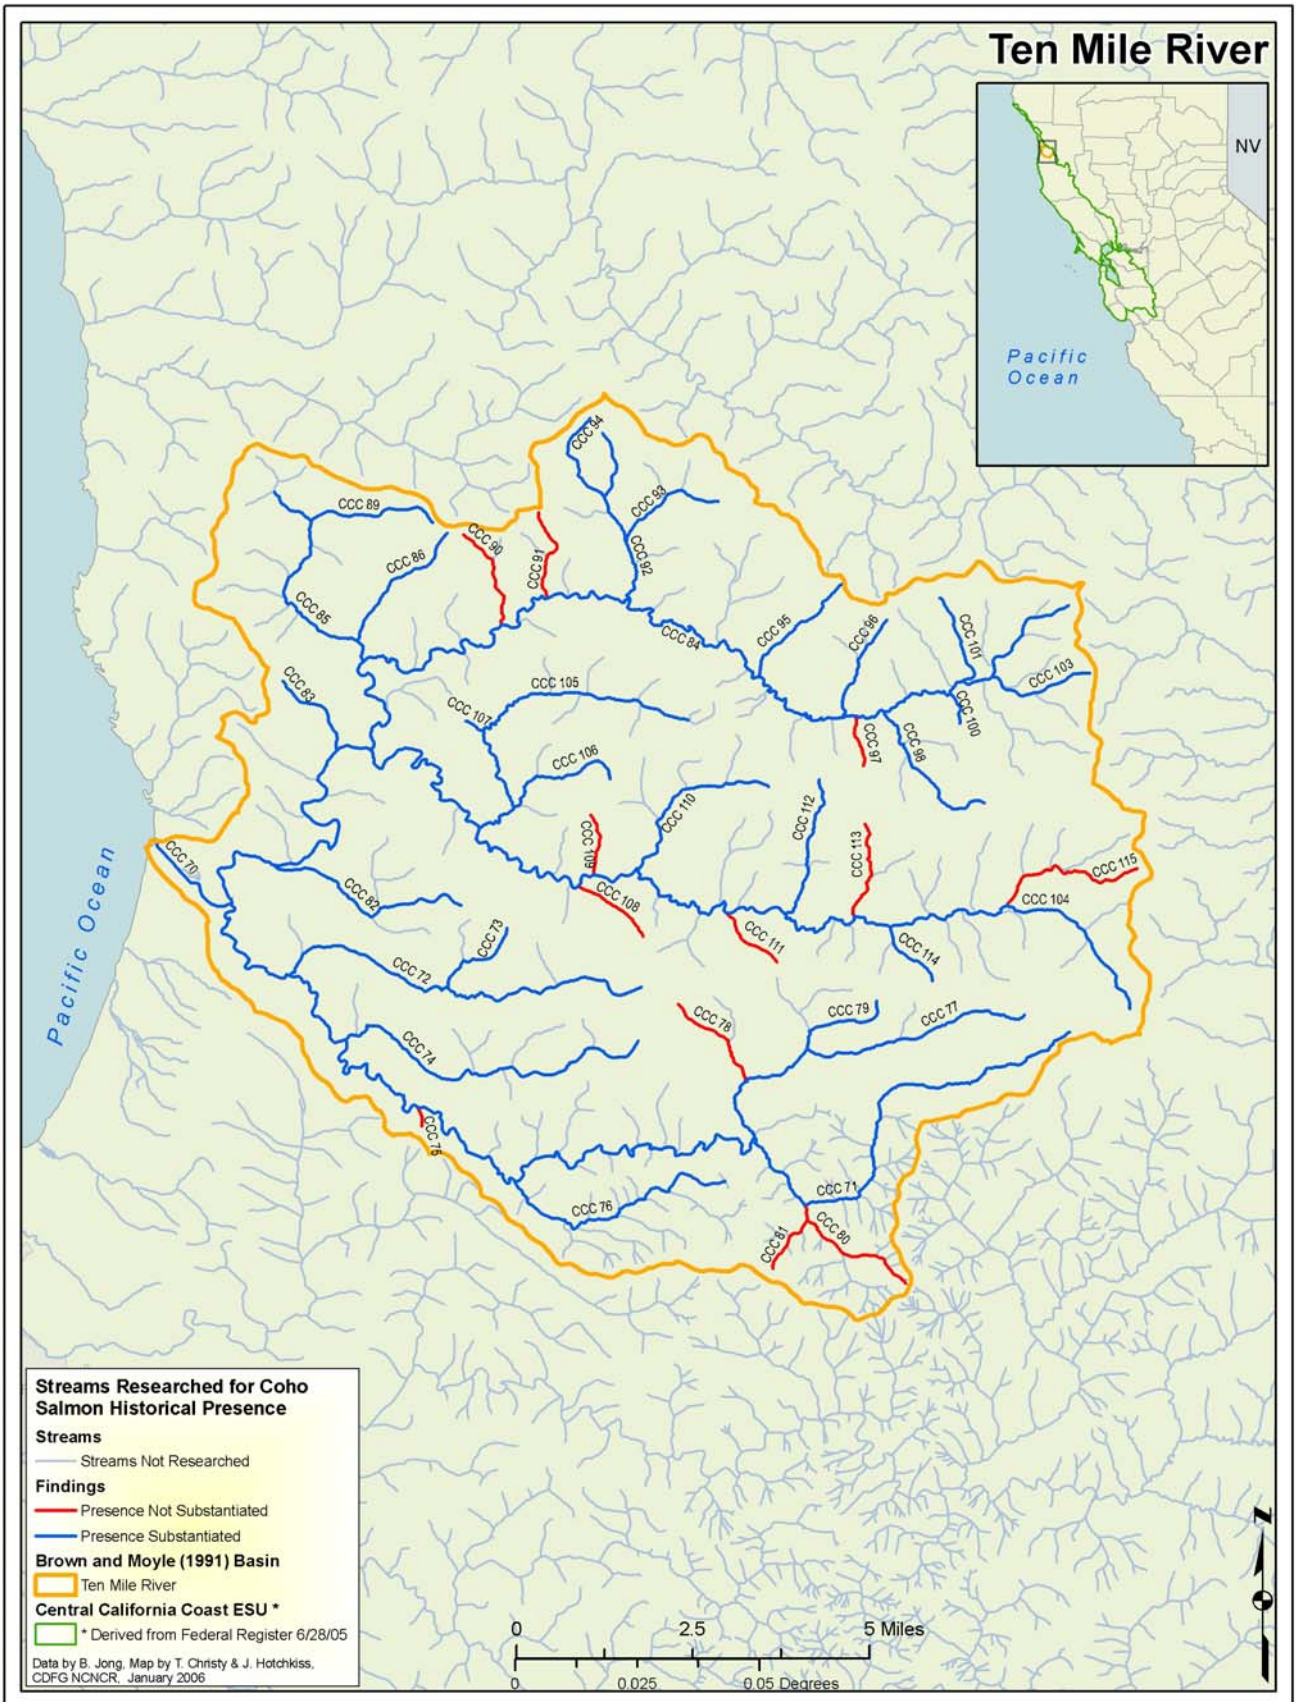 Ten Mile River
NV
Pacific
Ocean
CCC 94
CCC 93
CCC 89
CCC 90
CCC 91
CCC 92
CCC 86
CCC 85
CCC 84
CCC 95
CCC 96
CCC 101
CCC 103
CCC 100
CCC 83
CCC 105
CCC 107
CCC 97
CCC 98
CCC 106
CCC 110
CCC 112
CCC 109
CCC 113
CCC 115
CCC 70
CCC 82
CCC 108
CCC 104
CCC 111
CCC 114
CCC 73
CCC 72
CCC 79
CCC 77
CCC 78
CCC 74
CCC 75
CCC 71
CCC 76
CCC 81
CCC 80
Pacific Ocean
Streams Researched for Coho
Salmon Historical Presence
Streams
Streams Not Researched
Findings
Presence Not Substantiated
Presence Substantiated
Brown and Moyle (1991) Basin
Ten Mile River
Central California Coast ESU *
* Derived from Federal Register 6/28/05
Data by B. Jong, Map by T. Christy & J. Hotchkiss,
CDFG NCNCR, January 2006
0 2.5 5 Miles
0 0.025 0.05 Degrees
Z